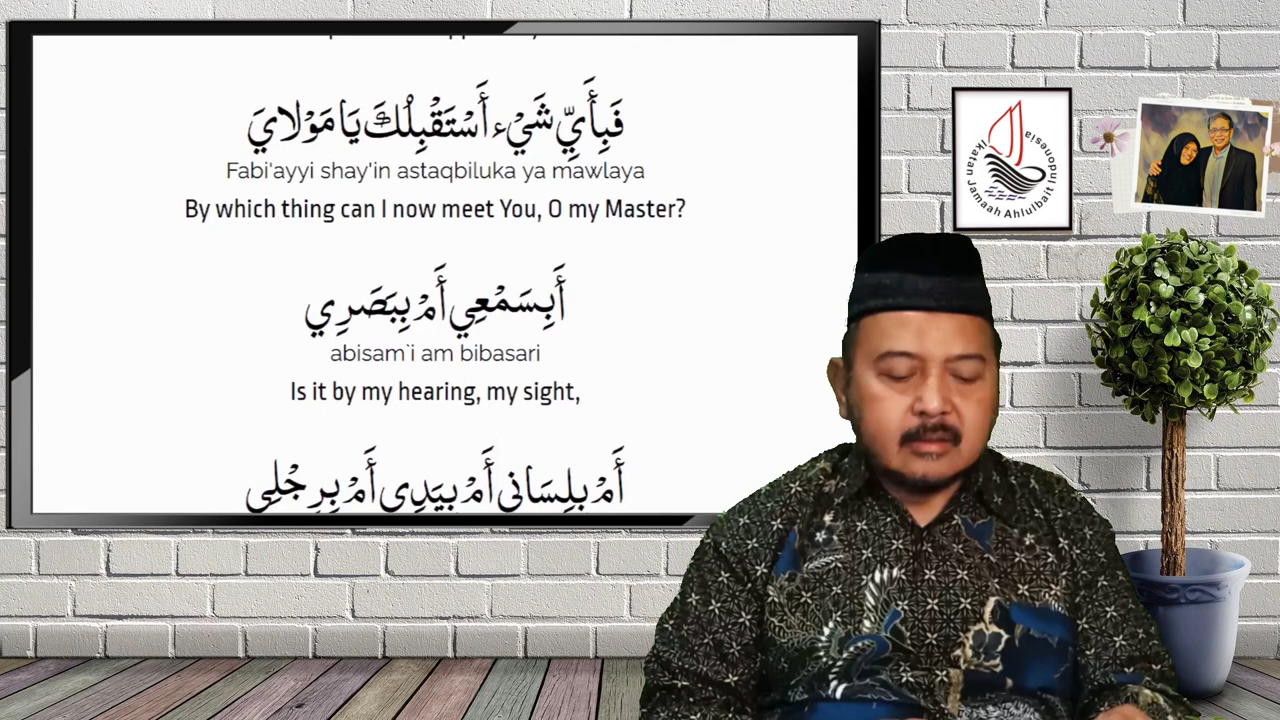 فَبِأَيِّ شَيْء أَسْتَقْبِلُكَ يَا مَوْلايَ
Fabi'ayyi shay'in astaqbiluka ya mawlaya
By which thing can I now meet You, O my Master?
أَبِسَمْعِي أَمْ بِبَصَرِي
abisam`i am bibasari
Is it by my hearing, my sight,
أَمْ بِلِسَانِي أَمْ بِيَدِي أَمْ بِرِجْلِي
Ikatan Jamaah Ahlulbait Indonesia